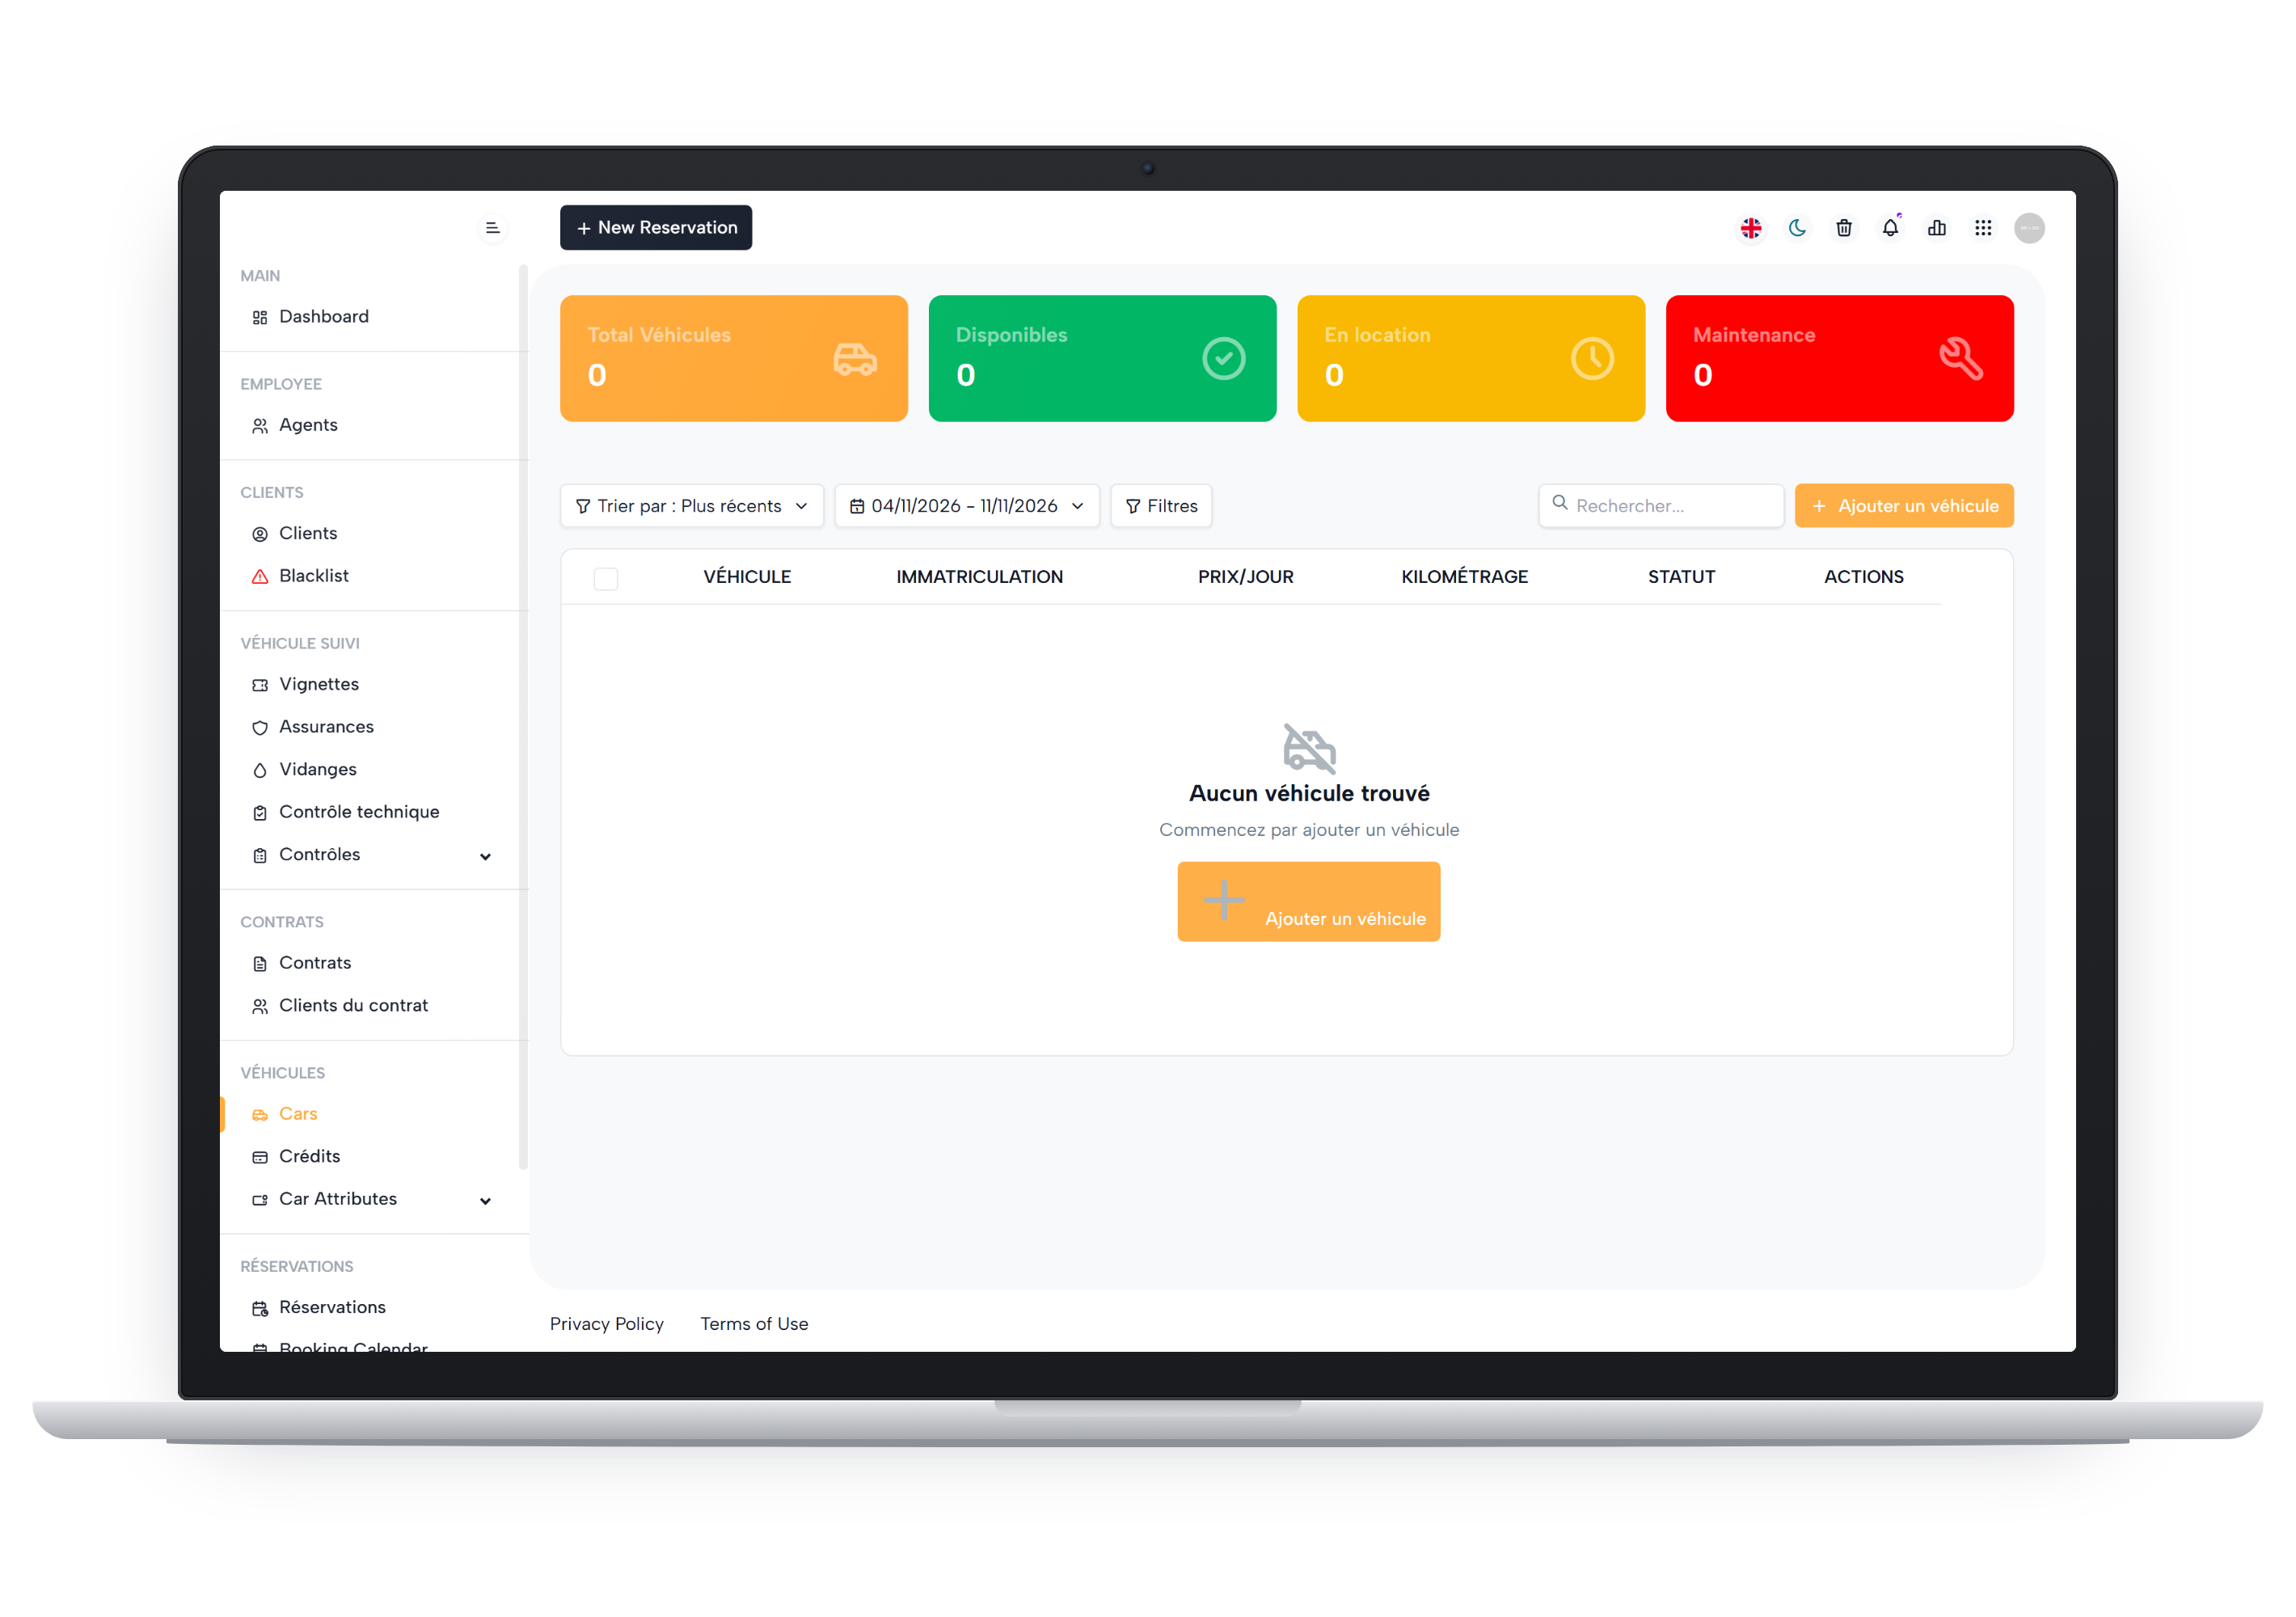 New Reservation
MAIN
Dashboard
EMPLOYEE
Agents
CLIENTS
Clients
Blacklist
VÉHICULE SUIVI
Vignettes
Assurances
Vidanges
Contrôle technique
Contrôles
CONTRATS
Contrats
Clients du contrat
VÉHICULES
Cars
Crédits
Car Attributes
RÉSERVATIONS
Réservations
Booking Calendar
Total Véhicules
0
Disponibles
0
En location
0
Maintenance
0
Trier par : Plus récents
04/11/2026 - 11/11/2026
Filtres
Rechercher...
Ajouter un véhicule
VÉHICULE IMMATRICULATION PRIX/JOUR KILOMÉTRAGE STATUT ACTIONS
Aucun véhicule trouvé
Commencez par ajouter un véhicule
Ajouter un véhicule
Privacy Policy Terms of Use